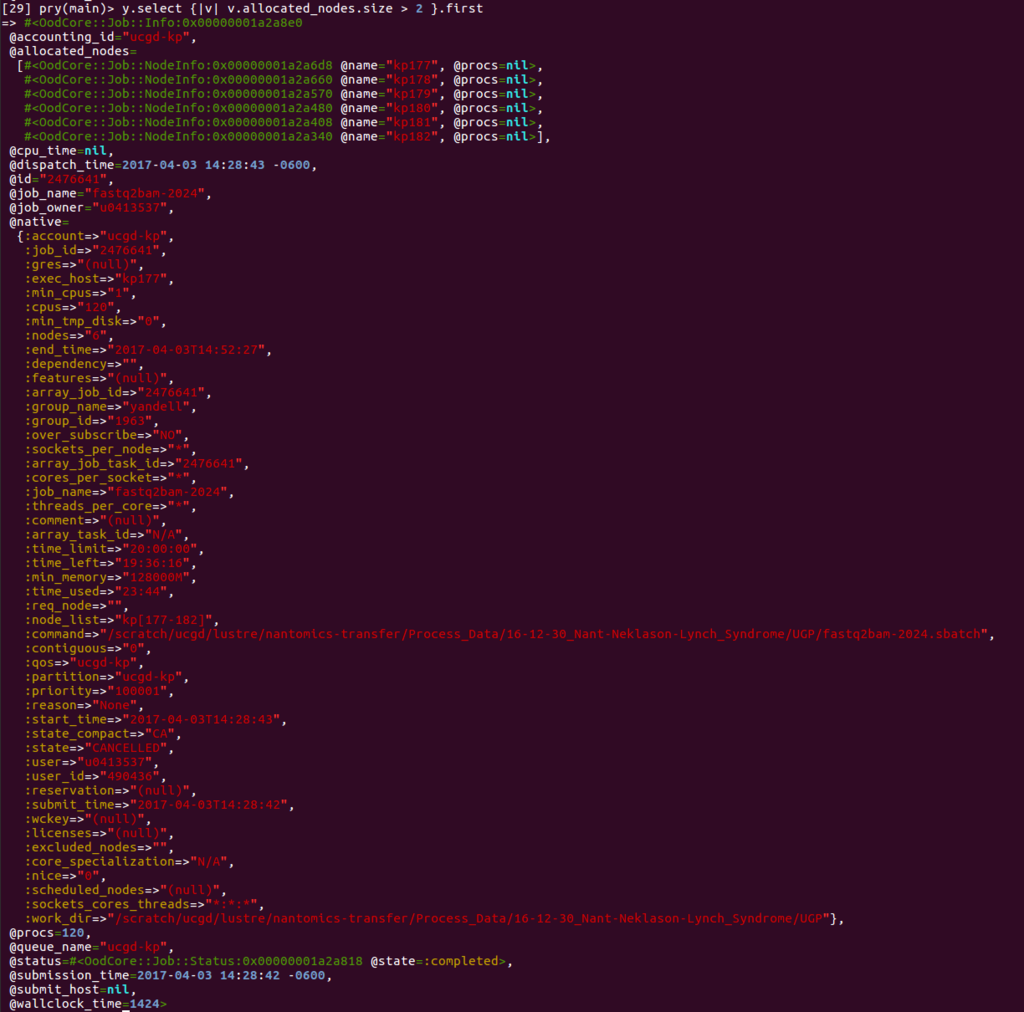 [29] pry(main)> y.select {|v| v.allocated_nodes.size > 2 }.first
=> #<OodCore::Job::Info:0x00000001a2a8e0
 @accounting_id="ucgd-kp",
 @allocated_nodes=
  [#<OodCore::Job::NodeInfo:0x00000001a2a6d8 @name="kp177", @procs=nil>,
   #<OodCore::Job::NodeInfo:0x00000001a2a660 @name="kp178", @procs=nil>,
   #<OodCore::Job::NodeInfo:0x00000001a2a570 @name="kp179", @procs=nil>,
   #<OodCore::Job::NodeInfo:0x00000001a2a480 @name="kp180", @procs=nil>,
   #<OodCore::Job::NodeInfo:0x00000001a2a408 @name="kp181", @procs=nil>,
   #<OodCore::Job::NodeInfo:0x00000001a2a340 @name="kp182", @procs=nil>],
 @cpu_time=nil,
 @dispatch_time=2017-04-03 14:28:43 -0600,
 @id="2476641",
 @job_name="fastq2bam-2024",
 @job_owner="u0413537",
 @native=
  {:account=>"ucgd-kp",
   :job_id=>"2476641",
   :gres=>"(null)",
   :exec_host=>"kp177",
   :min_cpus=>"1",
   :cpus=>"120",
   :min_tmp_disk=>"0",
   :nodes=>"6",
   :end_time=>"2017-04-03T14:52:27",
   :dependency=>"",
   :features=>"(null)",
   :array_job_id=>"2476641",
   :group_name=>"yandell",
   :group_id=>"1963",
   :over_subscribe=>"NO",
   :sockets_per_node=>"*",
   :array_job_task_id=>"2476641",
   :cores_per_socket=>"*",
   :job_name=>"fastq2bam-2024",
   :threads_per_core=>"*",
   :comment=>"(null)",
   :array_task_id=>"N/A",
   :time_limit=>"20:00:00",
   :time_left=>"19:36:16",
   :min_memory=>"128000M",
   :time_used=>"23:44",
   :req_node=>"",
   :node_list=>"kp[177-182]",
   :command=>"/scratch/ucgd/lustre/nantomics-transfer/Process_Data/16-12-30_Nant-Neklason-Lynch_Syndrome/UGP/fastq2bam-2024.sbatch",
   :contiguous=>"0",
   :qos=>"ucgd-kp",
   :partition=>"ucgd-kp",
   :priority=>"100001",
   :reason=>"None",
   :start_time=>"2017-04-03T14:28:43",
   :state_compact=>"CA",
   :state=>"CANCELLED",
   :user=>"u0413537",
   :user_id=>"490436",
   :reservation=>"(null)",
   :submit_time=>"2017-04-03T14:28:42",
   :wckey=>"(null)",
   :licenses=>"(null)",
   :excluded_nodes=>"",
   :core_specialization=>"N/A",
   :nice=>"0",
   :scheduled_nodes=>"(null)",
   :sockets_cores_threads=>"*:*:*",
   :work_dir=>"/scratch/ucgd/lustre/nantomics-transfer/Process_Data/16-12-30_Nant-Neklason-Lynch_Syndrome/UGP"},
 @procs=120,
 @queue_name="ucgd-kp",
 @status=#<OodCore::Job::Status:0x00000001a2a818 @state=:completed>,
 @submission_time=2017-04-03 14:28:42 -0600,
 @submit_host=nil,
 @wallclock_time=1424>